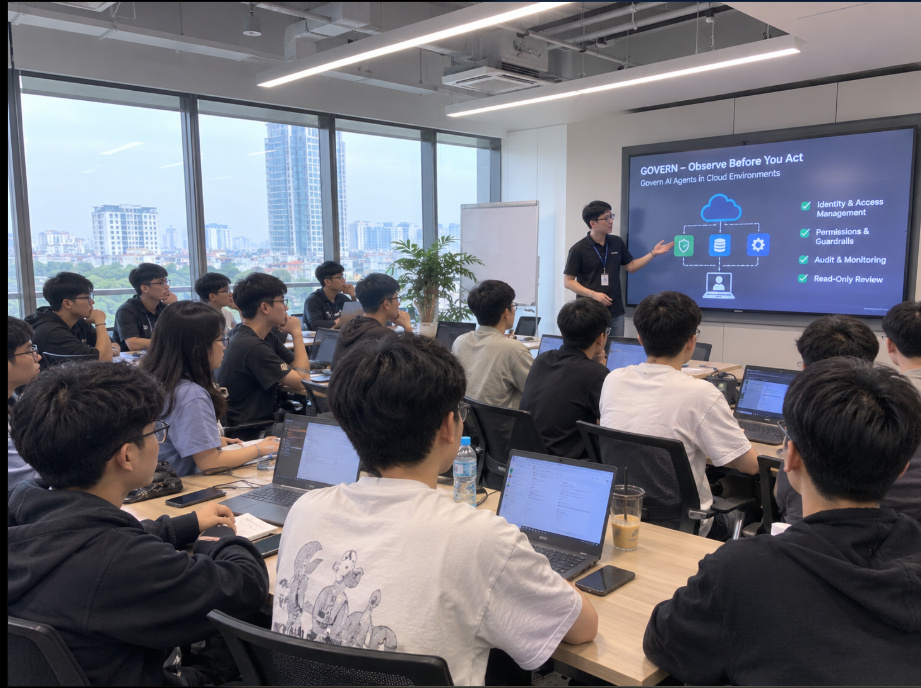 GOVERN – Observe Before You Act
Govern AI Agents in Cloud Environments
Identity & Access
Management
Permissions &
Guardrails
Audit & Monitoring
Read-Only Review